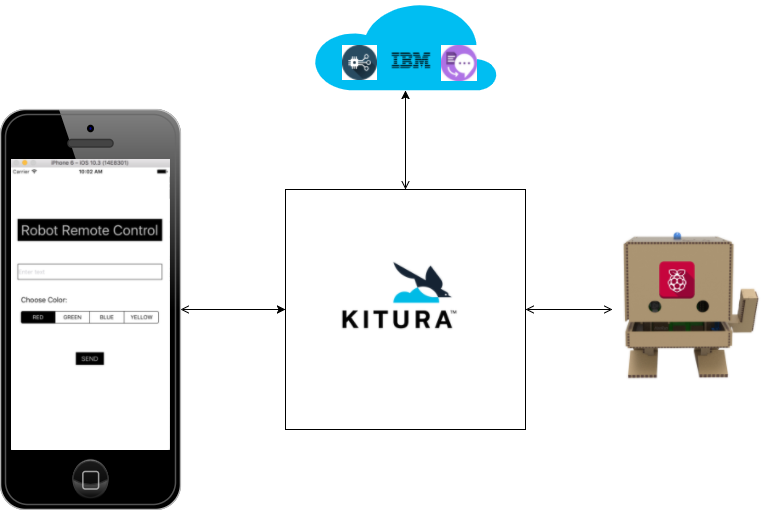 IBM
iPhone 6 – iOS 10.3 (14E8301)
Carrier 10:02 AM
Robot Remote Control
Enter text
Choose Color:
RED GREEN BLUE YELLOW
SEND
KITURA™